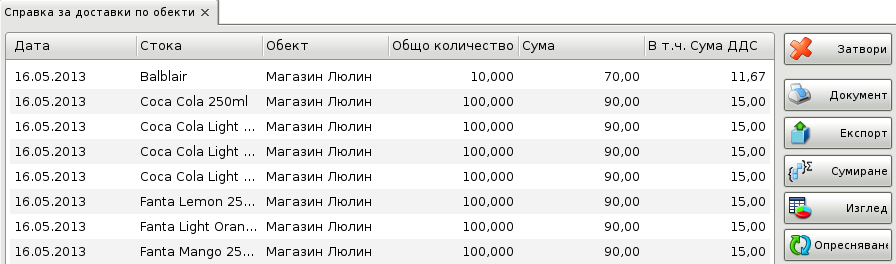 Справка за доставки по обекти ×
Дата Стока Обект Общо количество Сума В т.ч. Сума ДДС
16.05.2013 Balblair Магазин Люлин 10,000 70,00 11,67
16.05.2013 Coca Cola 250ml Магазин Люлин 100,000 90,00 15,00
16.05.2013 Coca Cola Light ... Магазин Люлин 100,000 90,00 15,00
16.05.2013 Coca Cola Light ... Магазин Люлин 100,000 90,00 15,00
16.05.2013 Coca Cola Light ... Магазин Люлин 100,000 90,00 15,00
16.05.2013 Fanta Lemon 25... Магазин Люлин 100,000 90,00 15,00
16.05.2013 Fanta Light Oran... Магазин Люлин 100,000 90,00 15,00
16.05.2013 Fanta Mango 25... Магазин Люлин 100,000 90,00 15,00
Затвори
Документ
Експорт
Сумиране
Изглед
Опресняване